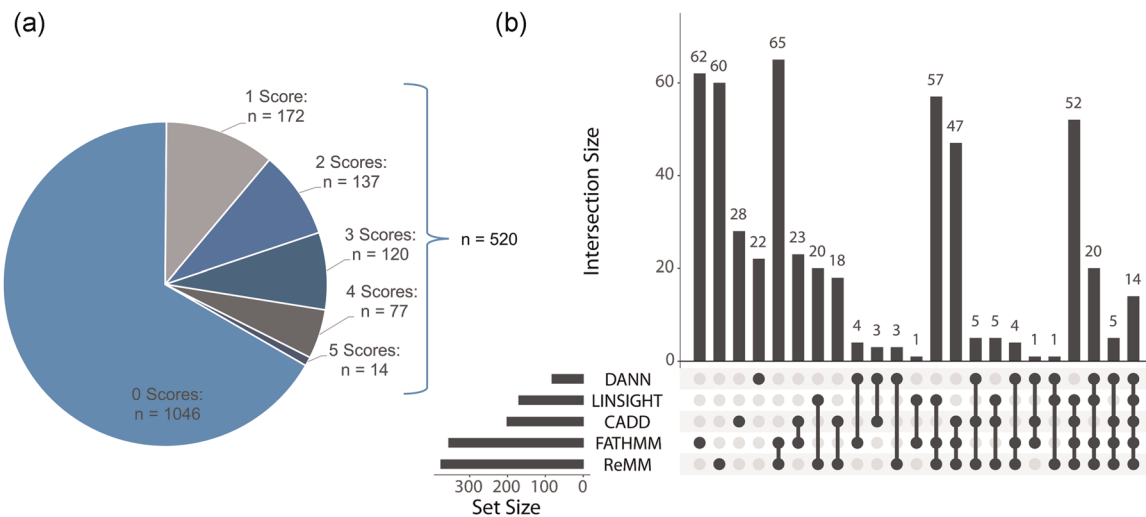 (a)
1 Score:
n = 172
2 Scores:
n = 137
3 Scores:
n = 120
4 Scores:
n = 77
5 Scores:
n = 14
0 Scores:
n = 1046
n = 520
(b)
Intersection Size
60
40
20
0
62
60
28
22
65
23
20
18
4
3
3
1
57
47
5
5
4
1
1
52
20
5
14
DANN
LINSIGHT
CADD
FATHMM
ReMM
300 200 100 0
Set Size